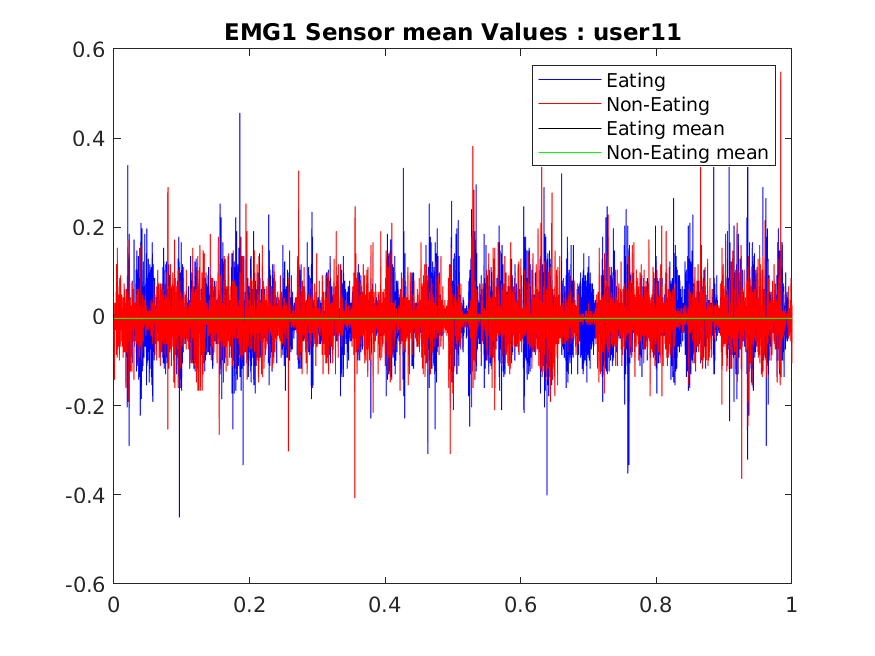 EMG1 Sensor mean Values : user11
0.6
0.4
0.2
0
-0.2
-0.4
-0.6
Eating
Non-Eating
Eating mean
Non-Eating mean
0 0.2 0.4 0.6 0.8 1